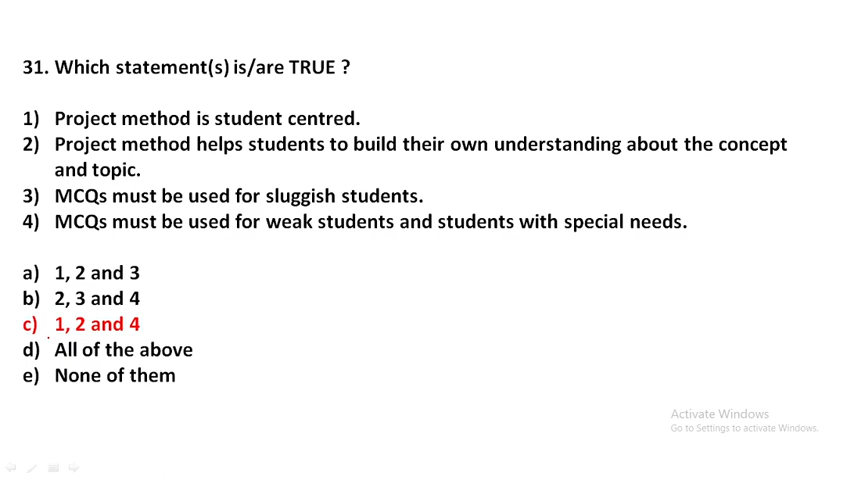 31. Which statement(s) is/are TRUE ?
1) Project method is student centred.
2) Project method helps students to build their own understanding about the concept
and topic.
3) MCQs must be used for sluggish students.
4) MCQs must be used for weak students and students with special needs.
a) 1, 2 and 3
b) 2, 3 and 4
c) 1, 2 and 4
d) All of the above
e) None of them
Activate Windows
Go to Settings to activate Windows.